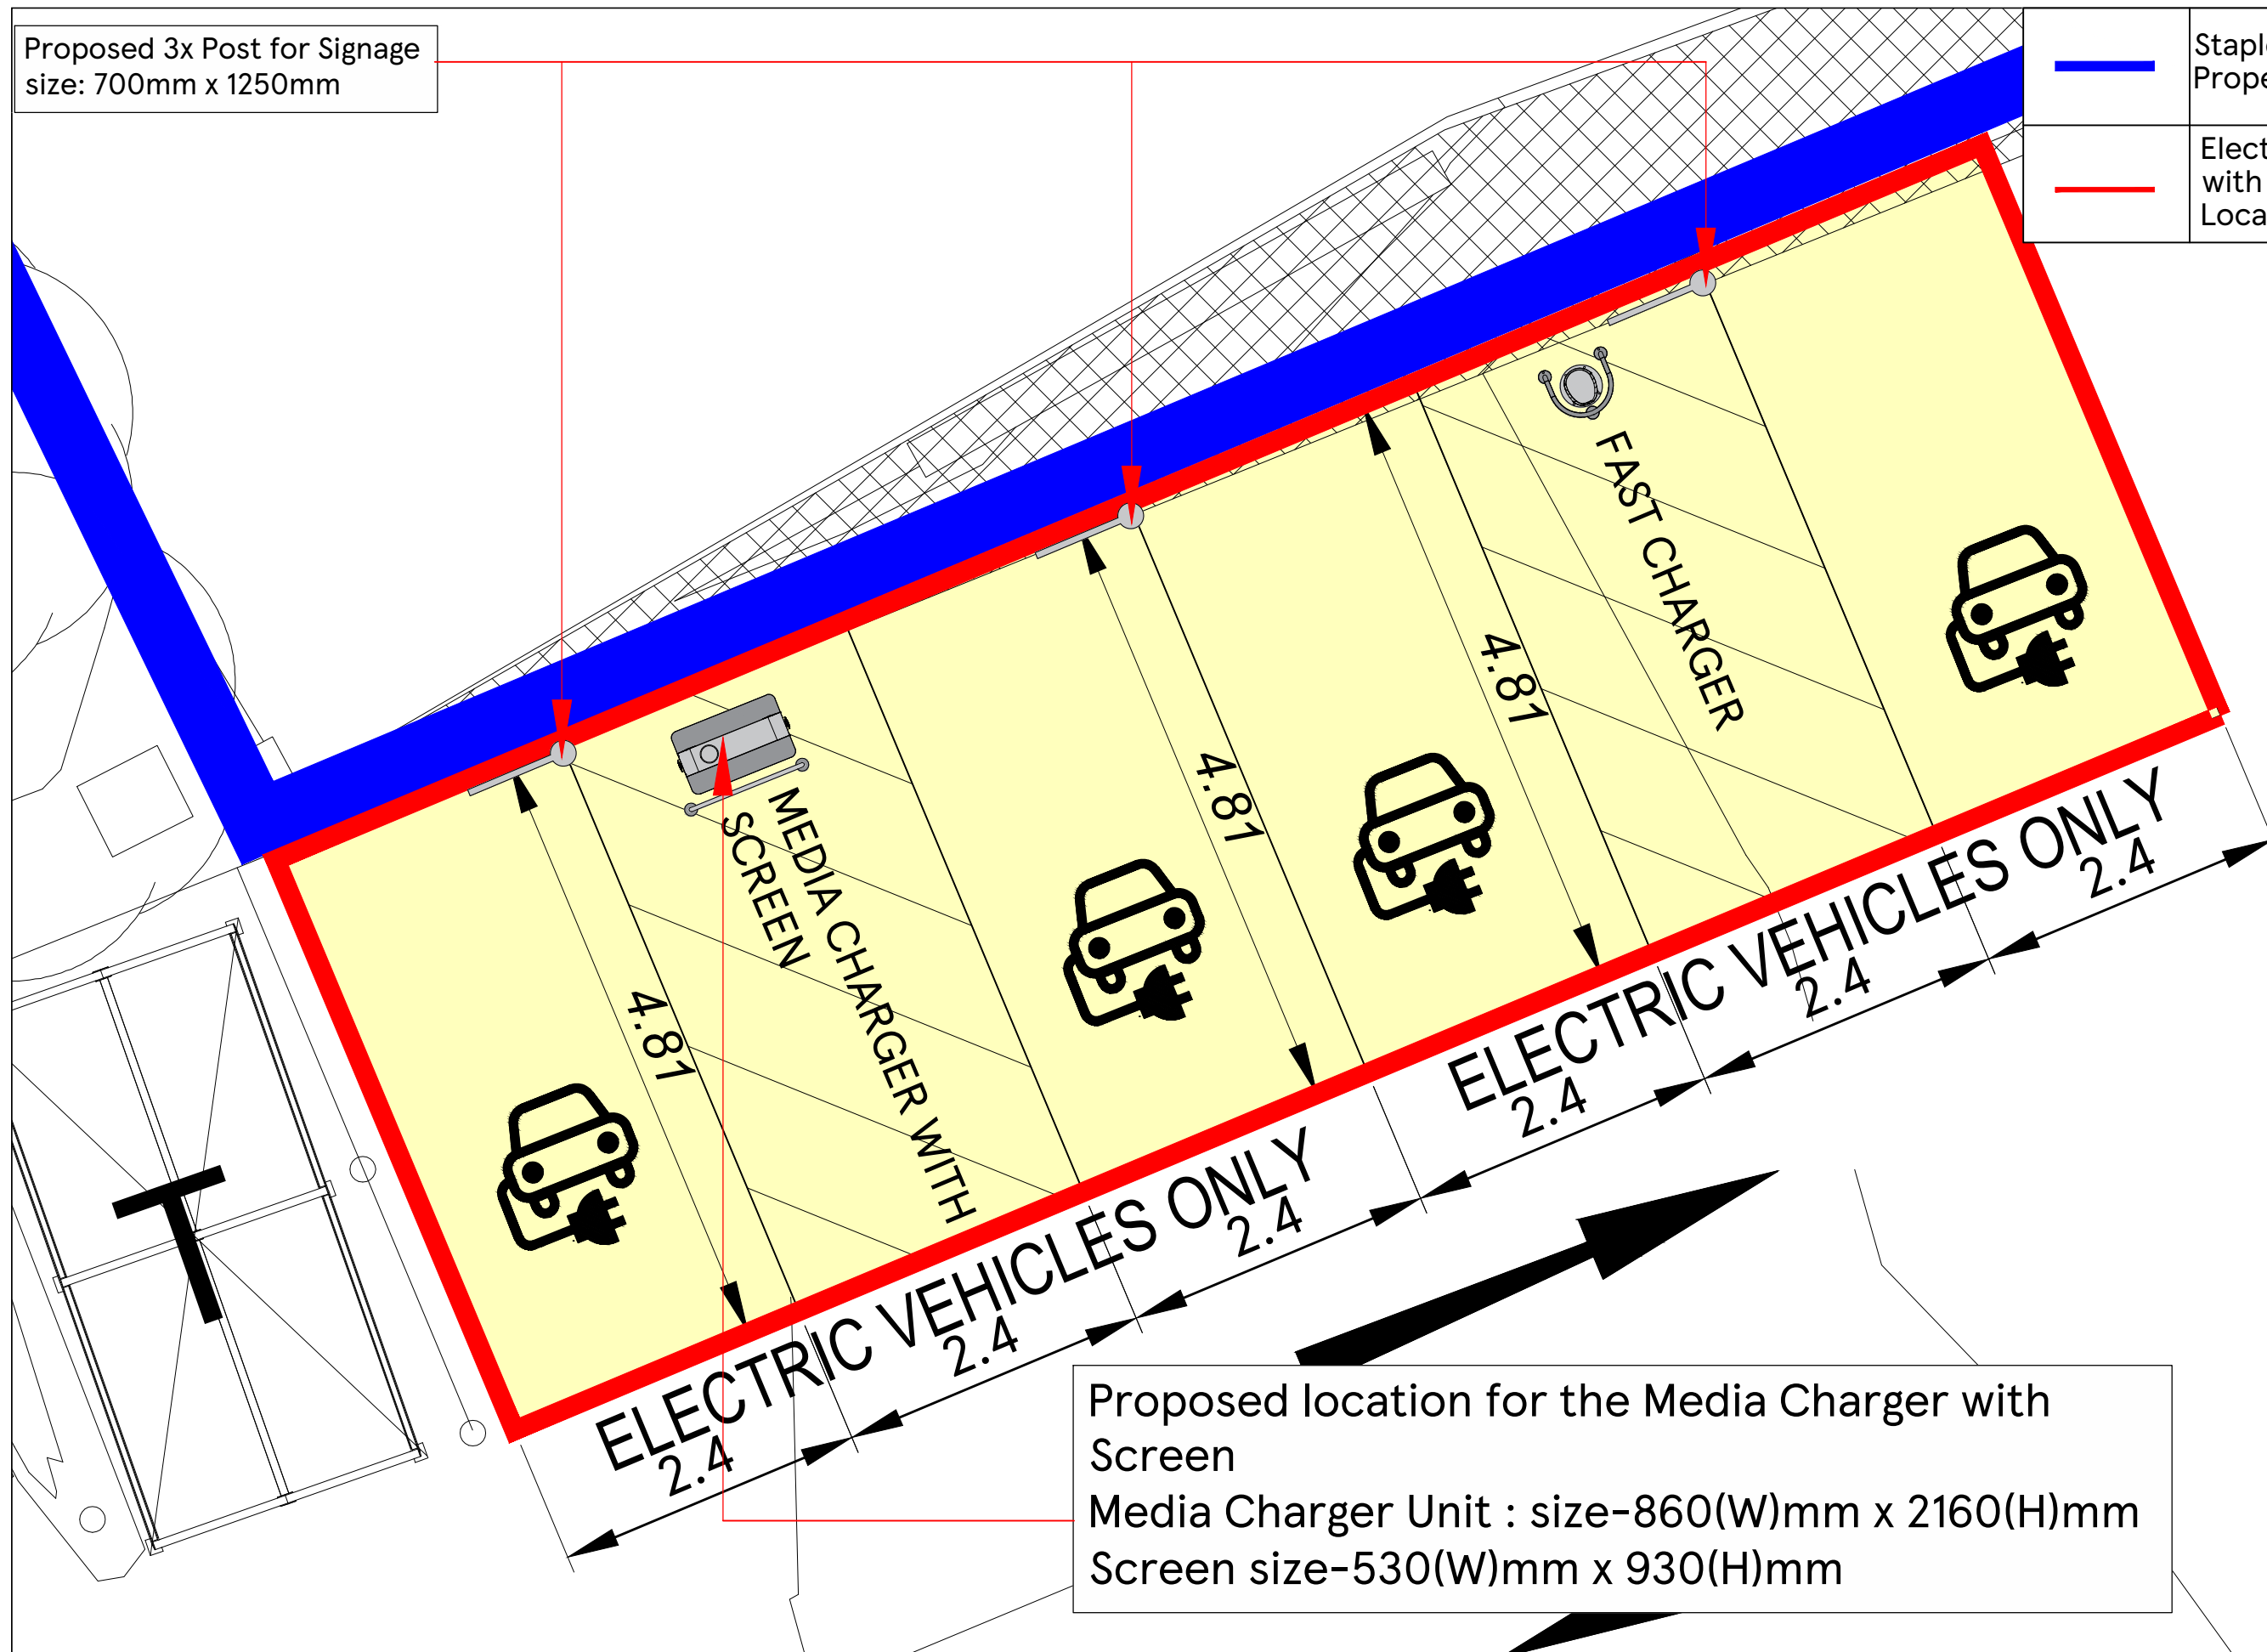 Proposed 3x Post for Signage
size: 700mm x 1250mm
FAST CHARGER
4.81
4.81
MEDIA CHARGER WITH
SCREEN
4.81
ELECTRIC VEHICLES ONLY
2.4
2.4
2.4
ELECTRIC VEHICLES ONLY
2.4
2.4
2.4
T
Proposed location for the Media Charger with
Screen
Media Charger Unit : size-860(W)mm x 2160(H)mm
Screen size-530(W)mm x 930(H)mm
with